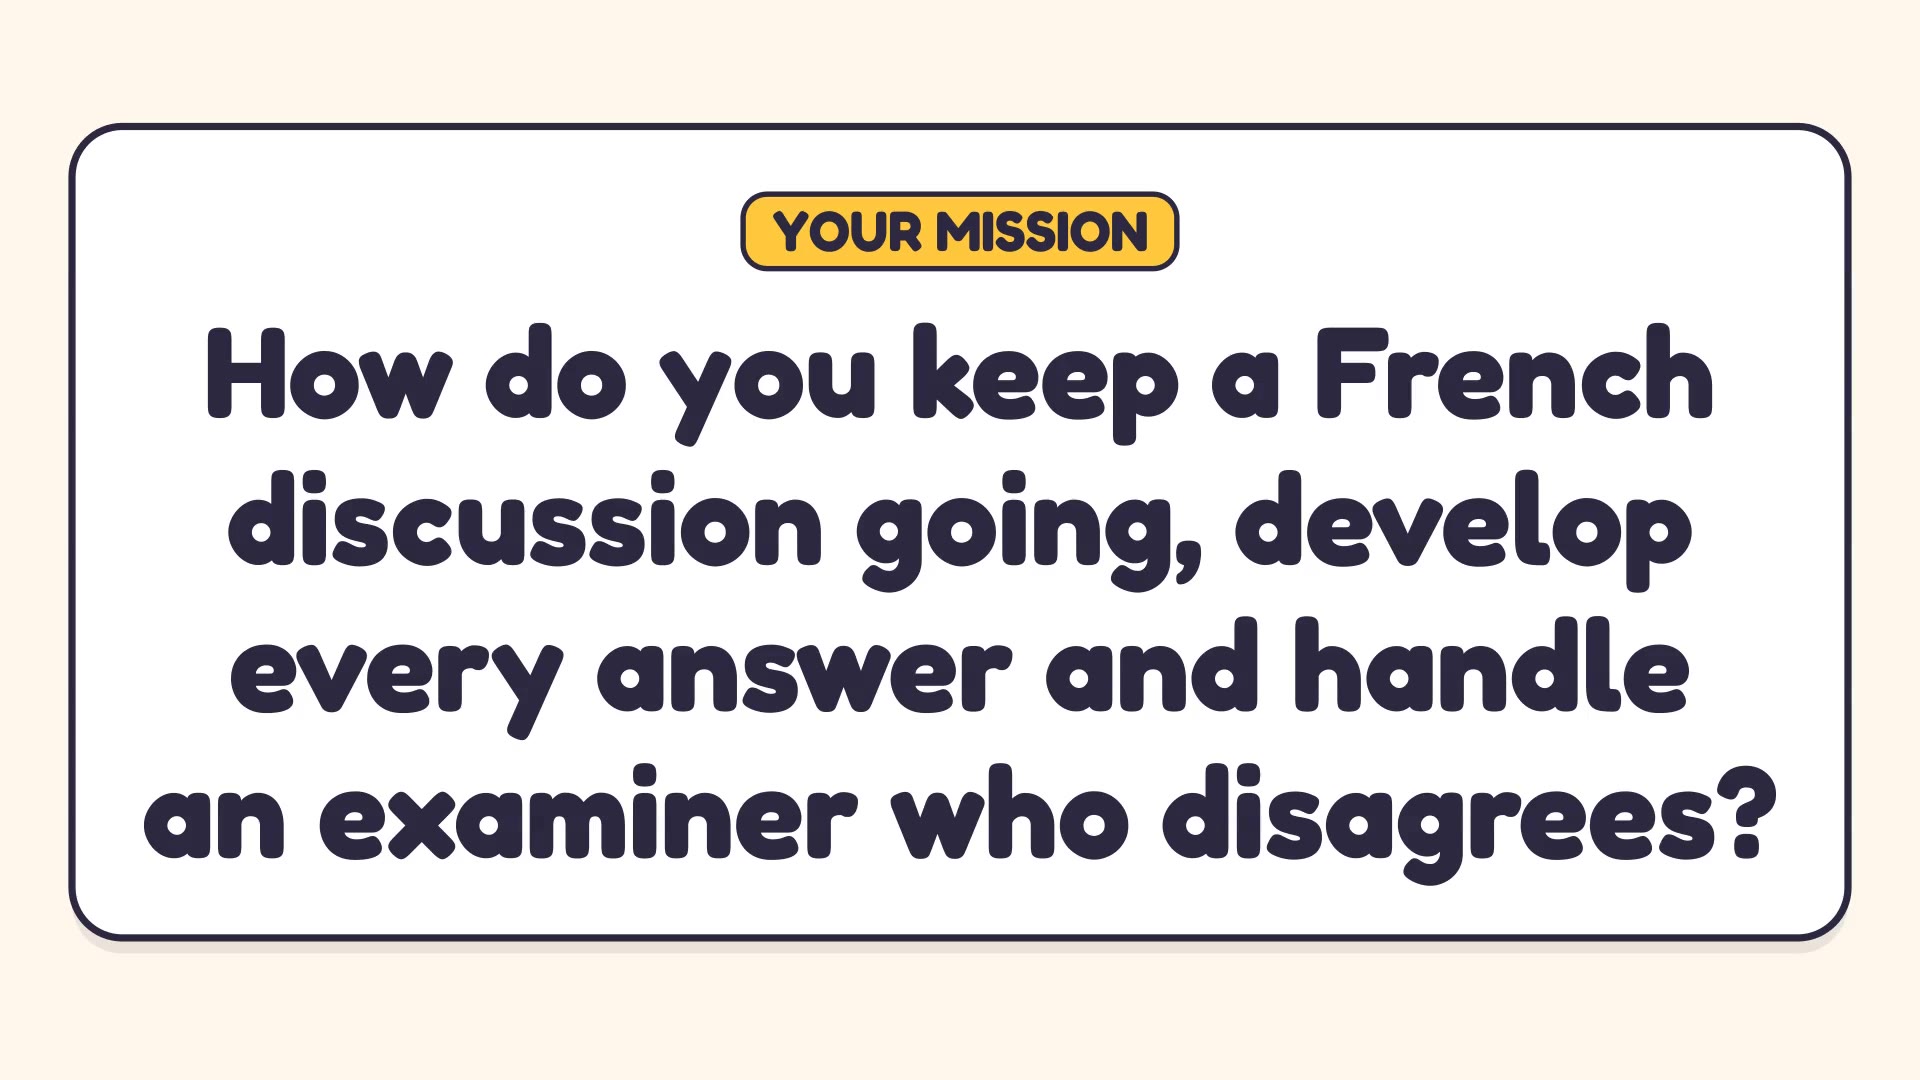 YOUR MISSION
How do you keep a French
discussion going, develop
every answer and handle
an examiner who disagrees?